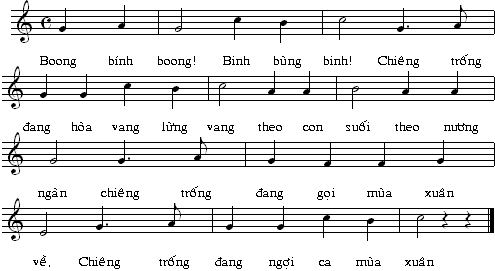 Boong bính boong! Binh bùng binh! Chiêng trống
đang hòa vang lừng vang theo con suối theo nương
ngàn chiêng trống đang gọi mùa xuân
về. Chiêng trống đang ngợi ca mùa xuân